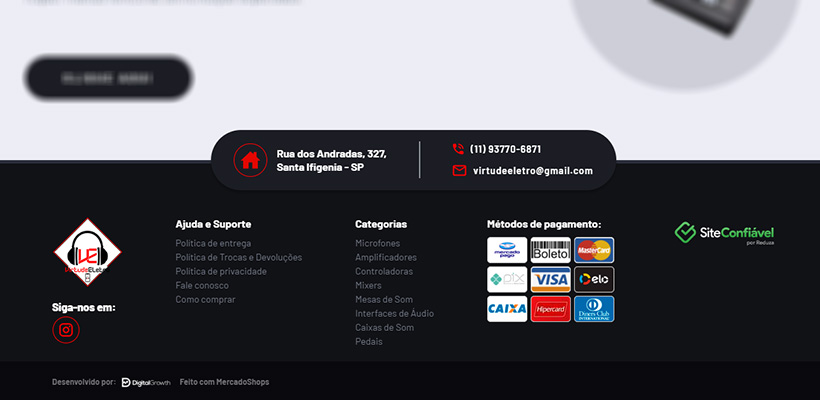 Rua dos Andradas, 327,
Santa Ifigenia - SP
(11) 93770-6871
virtudeeletro@gmail.com
VE
VirtudeEletro
Siga-nos em:
Ajuda e Suporte
Política de entrega
Política de Trocas e Devoluções
Política de privacidade
Fale conosco
Como comprar
Categorias
Microfones
Amplificadores
Controladoras
Mixers
Mesas de Som
Interfaces de Áudio
Caixas de Som
Pedais
Métodos de pagamento:
mercado
pago
Boleto
MasterCard
pix
VISA
elo
CAIXA
Hipercard
Diners Club
INTERNATIONAL
SiteConfiável
por Reduza
Desenvolvido por:
DigitalGrowth
Feito com MercadoShops